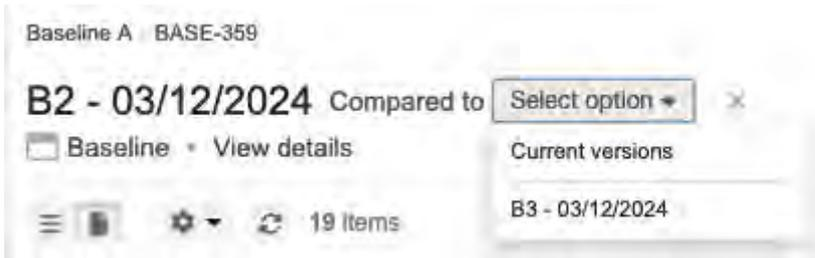 Baseline A BASE-359
B2 - 03/12/2024 Compared to Select option
Baseline • View details
Current versions
B3 - 03/12/2024
19 items